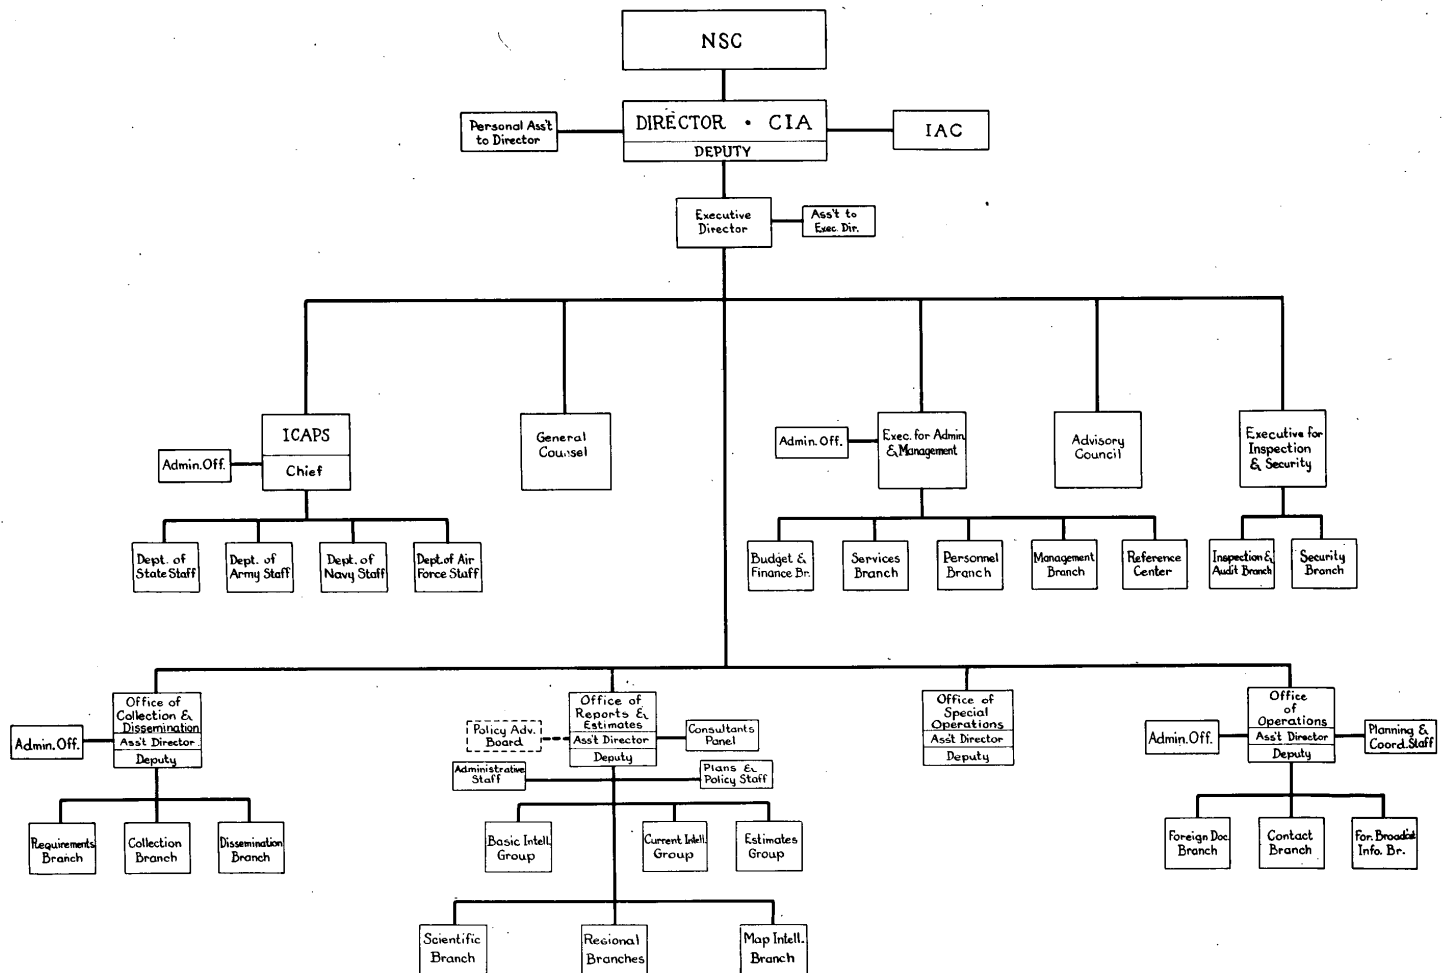 NSC
Personal Ass't
to Director
DIRECTOR • CIA
DEPUTY
IAC
Executive
Director
Ass't to
Exec. Dir.
ICAPS
Chief
Admin. Off.
General
Counsel
Admin. Off.
Exec. for Admin.
& Management
Advisory
Council
Executive for
Inspection
& Security
Dept. of
State Staff
Dept. of
Army Staff
Dept. of
Navy Staff
Dept. of Air
Force Staff
Budget &
Finance Br.
Services
Branch
Personnel
Branch
Management
Branch
Reference
Center
Inspection &
Audit Branch
Security
Branch
Admin. Off.
Office of
Collection &
Dissemination
Ass't Director
Deputy
Policy Adv.
Board
Office of
Reports &
Estimates
Ass't Director
Deputy
Consultants
Panel
Administrative
Staff
Plans &
Policy Staff
Office of
Special
Operations
Ass't Director
Deputy
Admin. Off.
Office
of
Operations
Ass't Director
Deputy
Planning &
Coord. Staff
Requirements
Branch
Collection
Branch
Dissemination
Branch
Basic Intell.
Group
Current Intell.
Group
Estimates
Group
Foreign Doc.
Branch
Contact
Branch
For. Broadc'st
Info. Br.
Scientific
Branch
Regional
Branches
Map Intell.
Branch